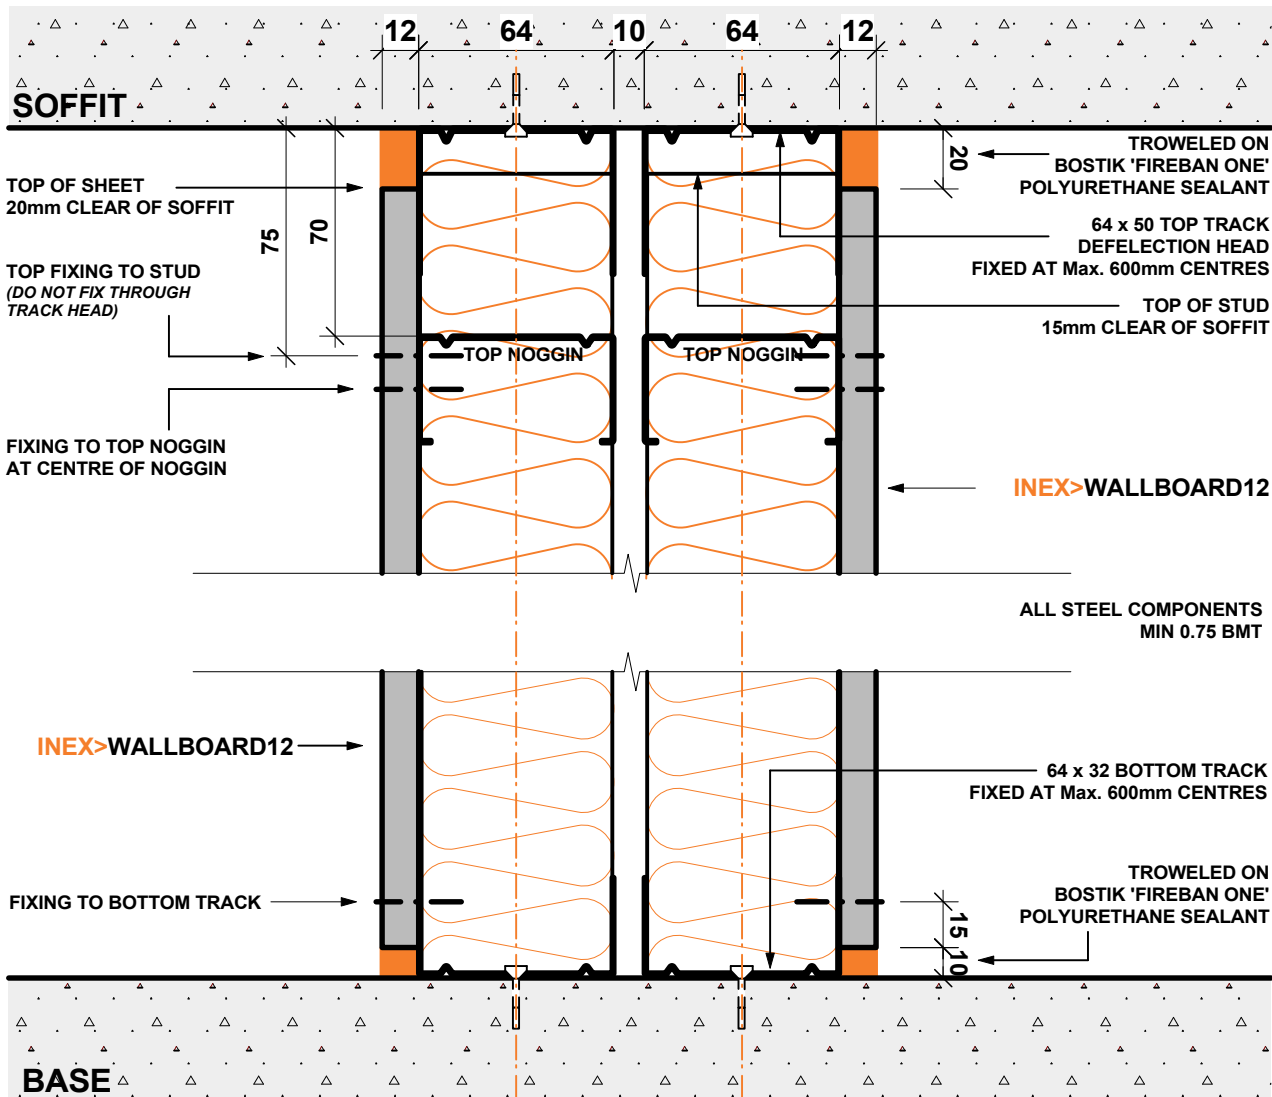 12 64 10 64 12
SOFFIT
TOP OF SHEET
20mm CLEAR OF SOFFIT
75
70
20
TROWELED ON
BOSTIK 'FIREBAN ONE'
POLYURETHANE SEALANT
64 x 50 TOP TRACK
DEFELECTION HEAD
FIXED AT Max. 600mm CENTRES
TOP FIXING TO STUD
(DO NOT FIX THROUGH
TRACK HEAD)
TOP OF STUD
15mm CLEAR OF SOFFIT
TOP NOGGIN
TOP NOGGIN
FIXING TO TOP NOGGIN
AT CENTRE OF NOGGIN
INEX>WALLBOARD12
ALL STEEL COMPONENTS
MIN 0.75 BMT
INEX>WALLBOARD12
64 x 32 BOTTOM TRACK
FIXED AT Max. 600mm CENTRES
FIXING TO BOTTOM TRACK
TROWELED ON
BOSTIK 'FIREBAN ONE'
POLYURETHANE SEALANT
15
10
BASE